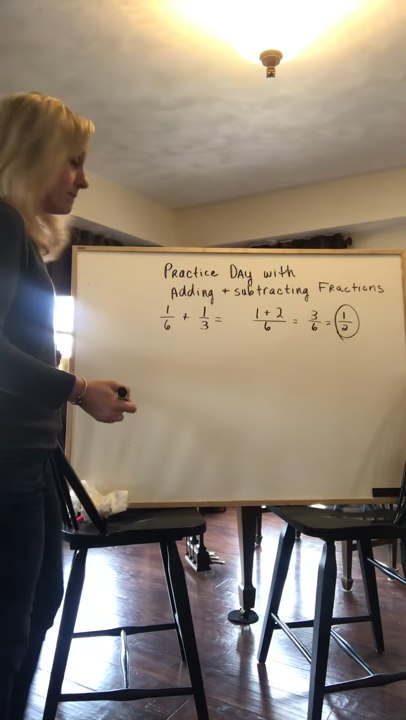 Practice Day with
Adding + subtracting Fractions
1/6 + 1/3 = (1 + 2)/6 = 3/6 = 1/2